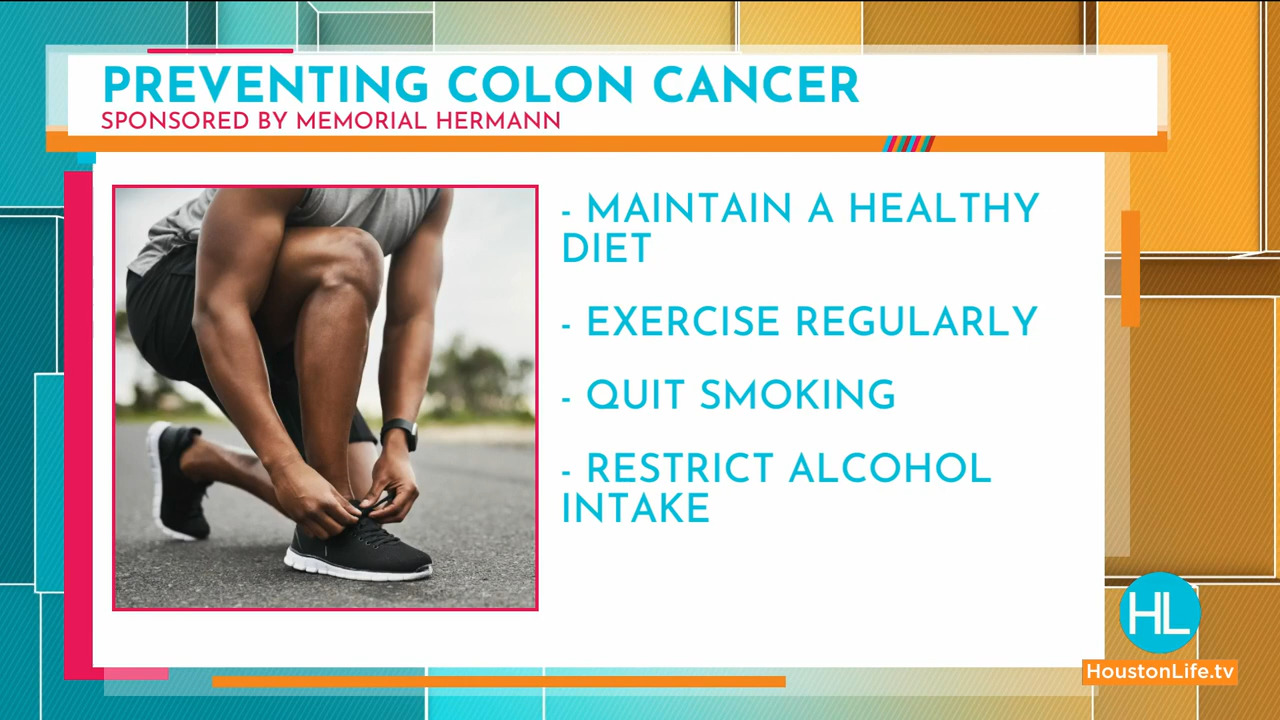 PREVENTING COLON CANCER
SPONSORED BY MEMORIAL HERMANN
- MAINTAIN A HEALTHY
DIET
- EXERCISE REGULARLY
- QUIT SMOKING
- RESTRICT ALCOHOL
INTAKE
HL
HoustonLife.tv